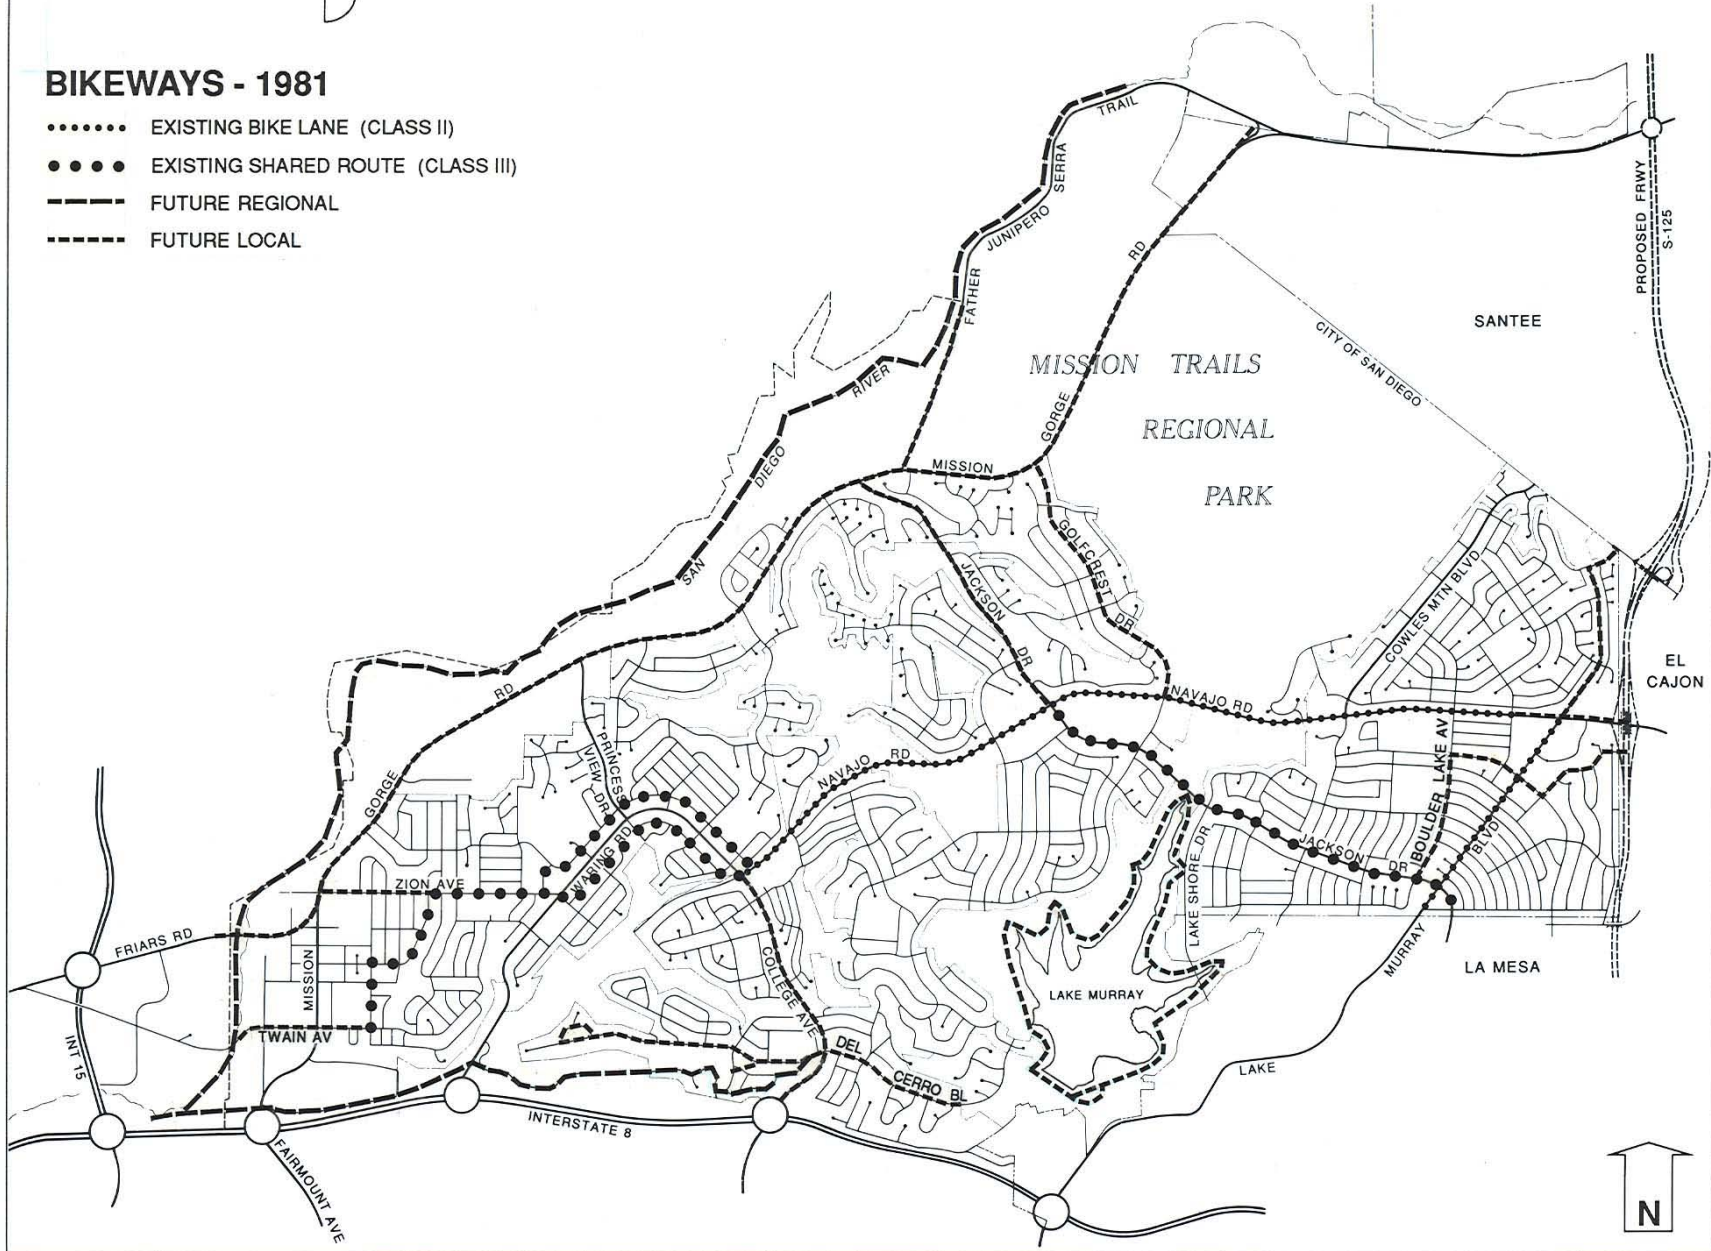 BIKEWAYS - 1981
EXISTING BIKE LANE (CLASS II)
EXISTING SHARED ROUTE (CLASS III)
FUTURE REGIONAL
FUTURE LOCAL
TRAIL
SERRA
JUNIPERO
FATHER
RD
GORGE
MISSION
PROPOSED FRWY
S-125
SANTEE
CITY OF SAN DIEGO
MISSION TRAILS
REGIONAL
PARK
RIVER
DIEGO
SAN
GOLFCREST
DR
JACKSON
DR
COWLES MTN BLVD
EL
CAJON
NAVAJO RD
RD
NAVAJO
RD
GORGE
PRINCESS
VIEW DR
WARING RD
ZION AVE
BOULDER LAKE AV
BLVD
JACKSON DR
LAKE SHORE DR
FRIARS RD
MISSION
COLLEGE AVE
MURRAY
LA MESA
LAKE MURRAY
TWAIN AV
INT 15
DEL
CERRO BL
LAKE
INTERSTATE 8
FAIRMOUNT AVE
N